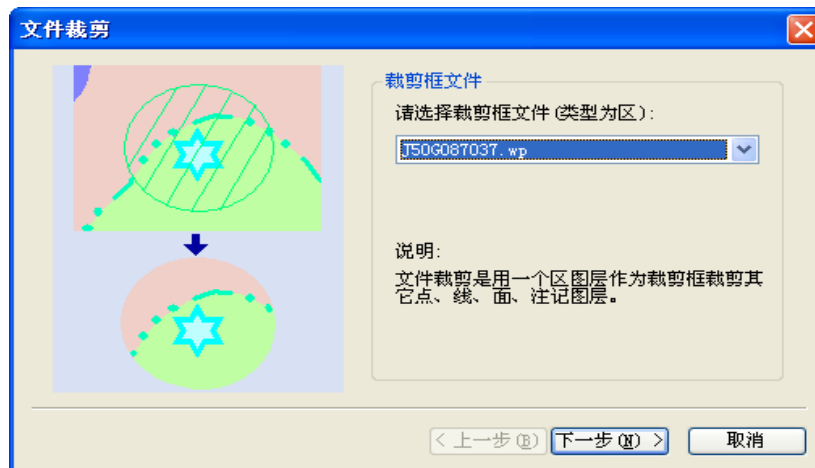 文件裁剪
裁剪框文件
请选择裁剪框文件(类型为区):
J50G087037.wp
说明:
文件裁剪是用一个区图层作为裁剪框裁剪其
它点、线、面、注记图层。
< 上一步(B)
下一步(N) >
取消